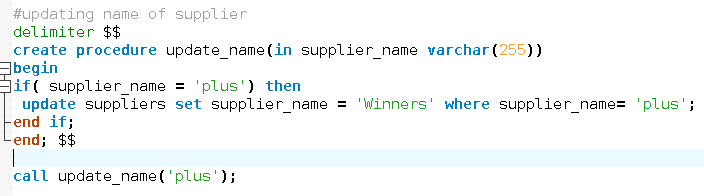 #updating name of supplier
delimiter $$
create procedure update_name(in supplier_name varchar(255))
begin
if( supplier_name = 'plus') then
update suppliers set supplier_name = 'Winners' where supplier_name= 'plus';
end if;
end; $$
call update_name('plus');